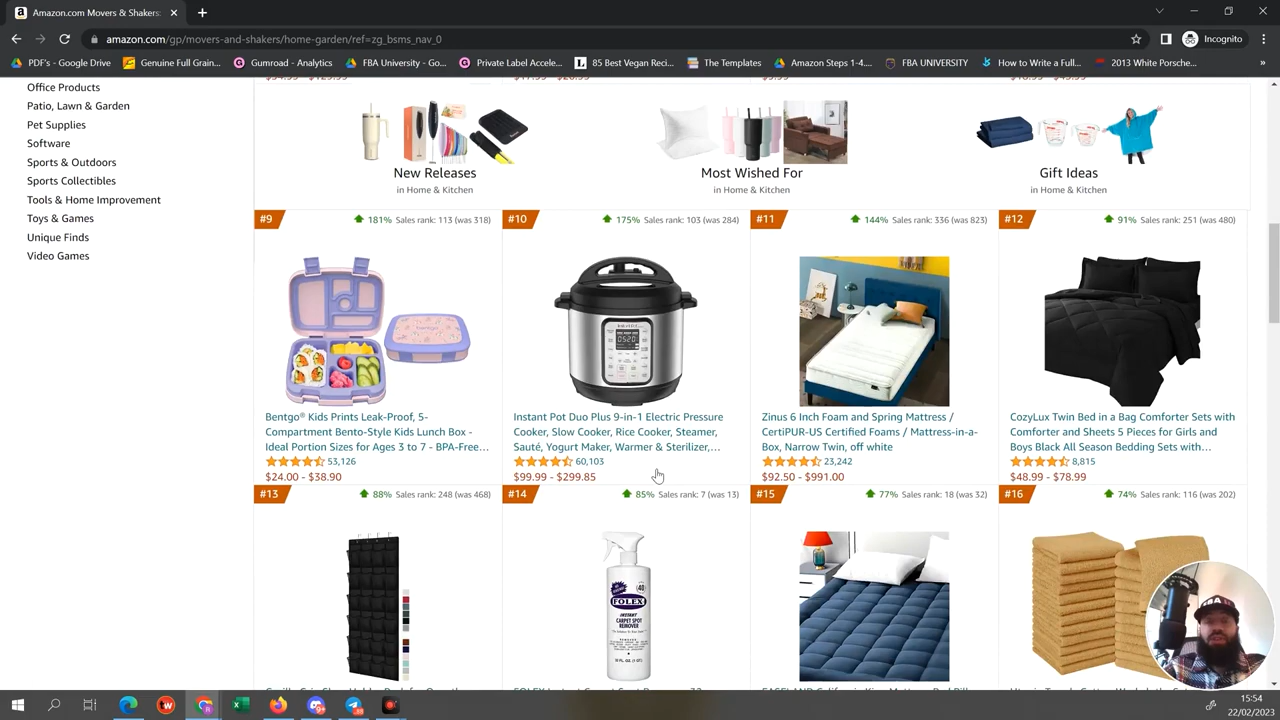 Amazon.com Movers & Shakers:
amazon.com/gp/movers-and-shakers/home-garden/ref=zg_bsms_nav_0
Incognito
PDF's - Google Drive
Genuine Full Grain...
Gumroad - Analytics
FBA University - Go...
Private Label Accele...
85 Best Vegan Reci...
The Templates
Amazon Steps 1-4....
FBA UNIVERSITY
How to Write a Full...
2013 White Porsche...
Office Products
Patio, Lawn & Garden
Pet Supplies
Software
Sports & Outdoors
Sports Collectibles
Tools & Home Improvement
Toys & Games
Unique Finds
Video Games
New Releases
in Home & Kitchen
Most Wished For
in Home & Kitchen
Gift Ideas
in Home & Kitchen
#9
181% Sales rank: 113 (was 318)
Bentgo® Kids Prints Leak-Proof, 5-
Compartment Bento-Style Kids Lunch Box -
Ideal Portion Sizes for Ages 3 to 7 - BPA-Free...
53,126
$24.00 - $38.90
#10
175% Sales rank: 103 (was 284)
Instant Pot Duo Plus 9-in-1 Electric Pressure
Cooker, Slow Cooker, Rice Cooker, Steamer,
Sauté, Yogurt Maker, Warmer & Sterilizer,...
60,103
$99.99 - $299.85
#11
144% Sales rank: 336 (was 823)
Zinus 6 Inch Foam and Spring Mattress /
CertiPUR-US Certified Foams / Mattress-in-a-
Box, Narrow Twin, off white
23,242
$92.50 - $991.00
#12
91% Sales rank: 251 (was 480)
CozyLux Twin Bed in a Bag Comforter Sets with
Comforter and Sheets 5 Pieces for Girls and
Boys Black All Season Bedding Sets with...
8,815
$48.99 - $78.99
#13
88% Sales rank: 248 (was 468)
#14
85% Sales rank: 7 (was 13)
FOLEX
INSTANT
CARPET SPOT
REMOVER
#15
77% Sales rank: 18 (was 32)
#16
74% Sales rank: 116 (was 202)
FBA
15:54
22/02/2023